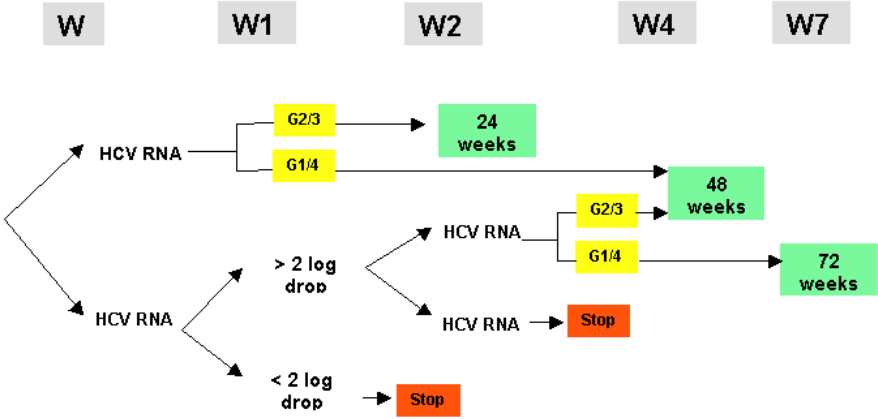 W W1 W2 W4 W7
G2/3
24
weeks
HCV RNA
G1/4
48
weeks
G2/3
HCV RNA
G1/4
72
weeks
> 2 log
drop
HCV RNA
HCV RNA
Stop
< 2 log
drop
Stop